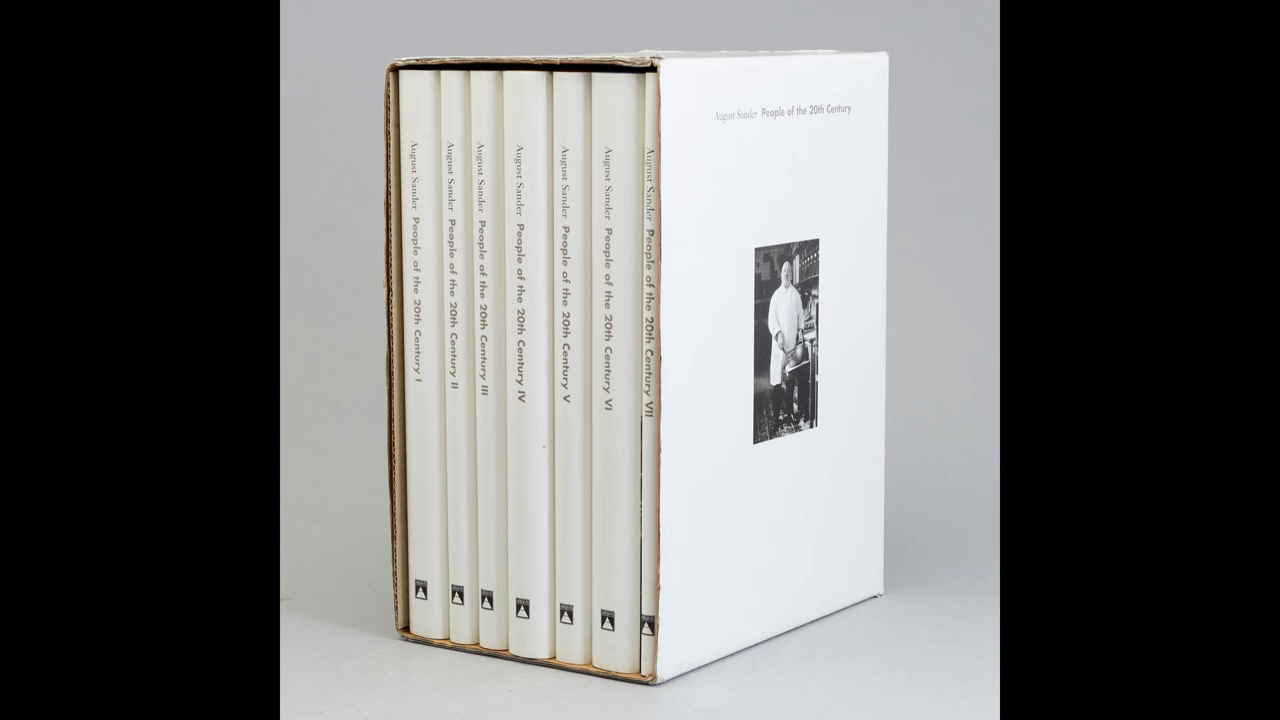 August Sander People of the 20th Century I
August Sander People of the 20th Century II
August Sander People of the 20th Century III
August Sander People of the 20th Century IV
August Sander People of the 20th Century V
August Sander People of the 20th Century VI
August Sander People of the 20th Century VII
August Sander People of the 20th Century